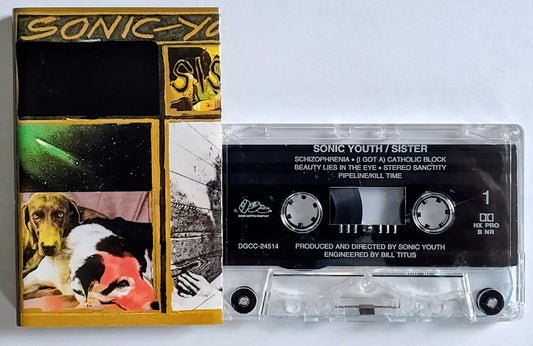 SONIC-YO
SIS
SONIC YOUTH / SISTER
SCHIZOPHRENIA • (I GOT A) CATHOLIC BLOCK
BEAUTY LIES IN THE EYE • STEREO SANCTITY
PIPELINE/KILL TIME
1
HX PRO
B NR
DGCC-24514
PRODUCED AND DIRECTED BY SONIC YOUTH
ENGINEERED BY BILL TITUS